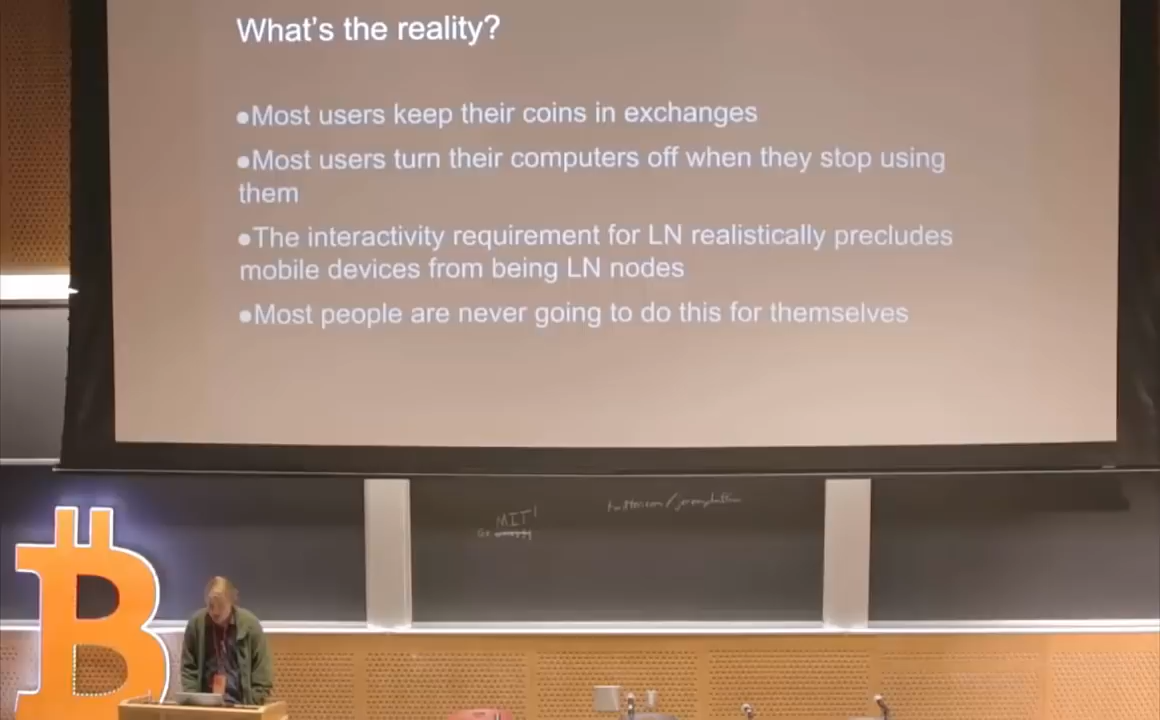 What's the reality?
●Most users keep their coins in exchanges
●Most users turn their computers off when they stop using
them
●The interactivity requirement for LN realistically precludes
mobile devices from being LN nodes
●Most people are never going to do this for themselves
MIT!
Go
B